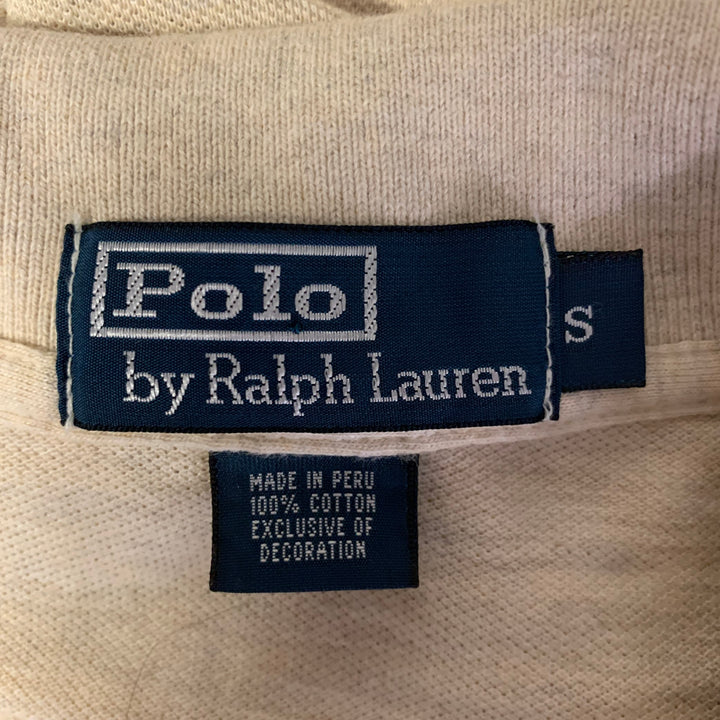 Polo
by Ralph Lauren
S
MADE IN PERU
100% COTTON
EXCLUSIVE OF
DECORATION